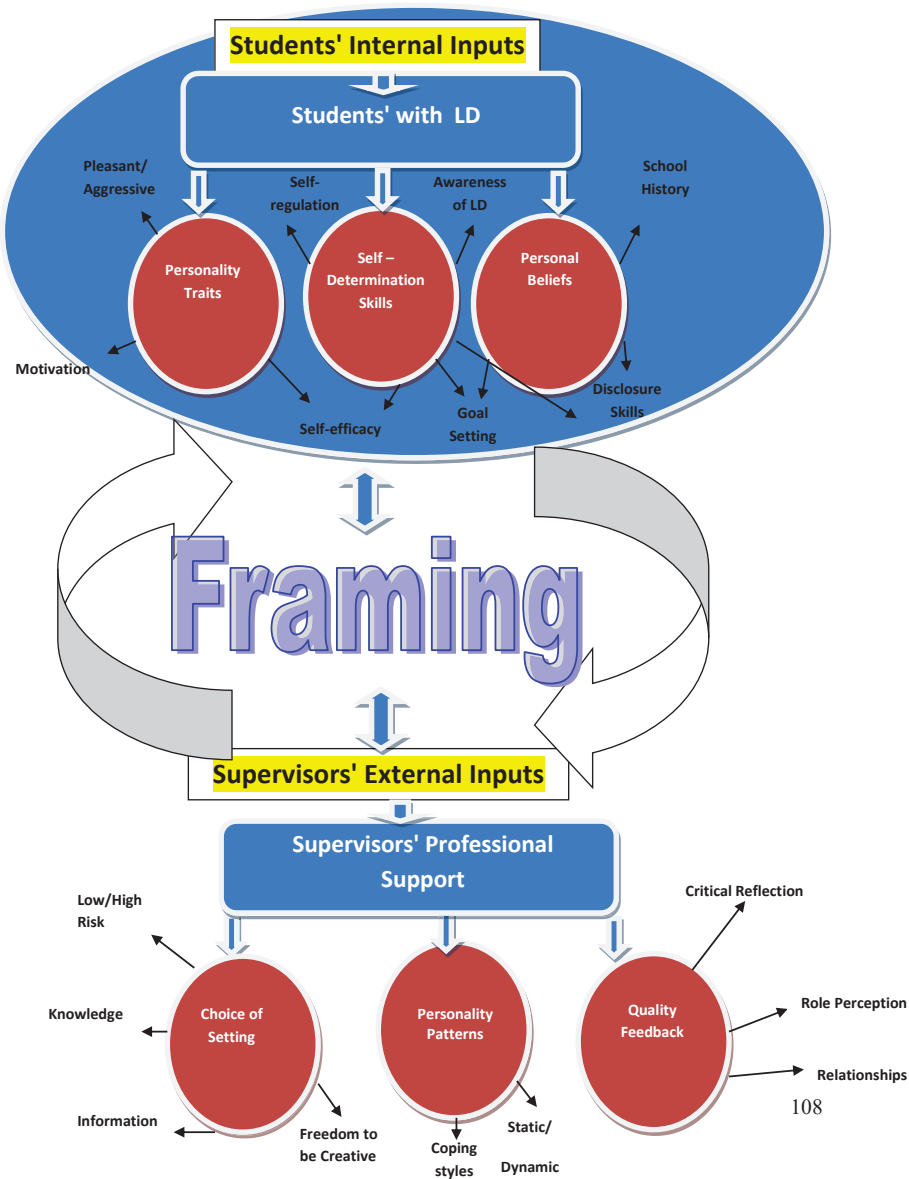 Students' Internal Inputs
Students' with LD
Pleasant/
Aggressive
Self-
regulation
Awareness
of LD
School
History
Personality
Traits
Self –
Determination
Skills
Personal
Beliefs
Motivation
Self-efficacy
Goal
Setting
Disclosure
Skills
Framing
Supervisors' External Inputs
Supervisors' Professional
Support
Low/High
Risk
Critical Reflection
Knowledge
Choice of
Setting
Personality
Patterns
Quality
Feedback
Role Perception
Relationships
Information
Freedom to
be Creative
Coping
styles
Static/
Dynamic
108